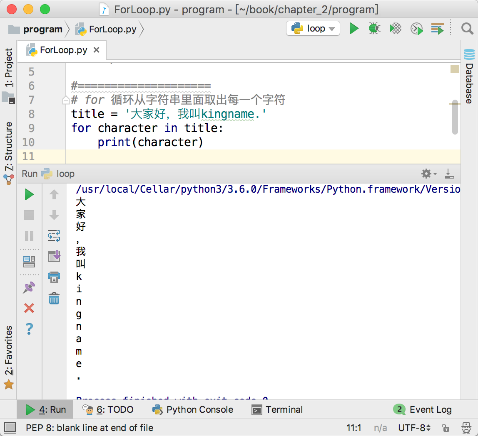 ForLoop.py - program - [~/book/chapter_2/program]
program
ForLoop.py
loop
ForLoop.py
1: Project
Z: Structure
2: Favorites
Database
5
6 #====================
7 # for 循环从字符串里面取出每一个字符
8 title = '大家好，我叫kingname.'
9 for character in title:
10 print(character)
11
Run loop
/usr/local/Cellar/python3/3.6.0/Frameworks/Python.framework/Versio
大
家
好
，
我
叫
k
i
n
g
n
a
m
e
.
Process finished with exit code 0
4: Run 6: TODO Python Console Terminal 2 Event Log
PEP 8: blank line at end of file 11:1 n/a UTF-8